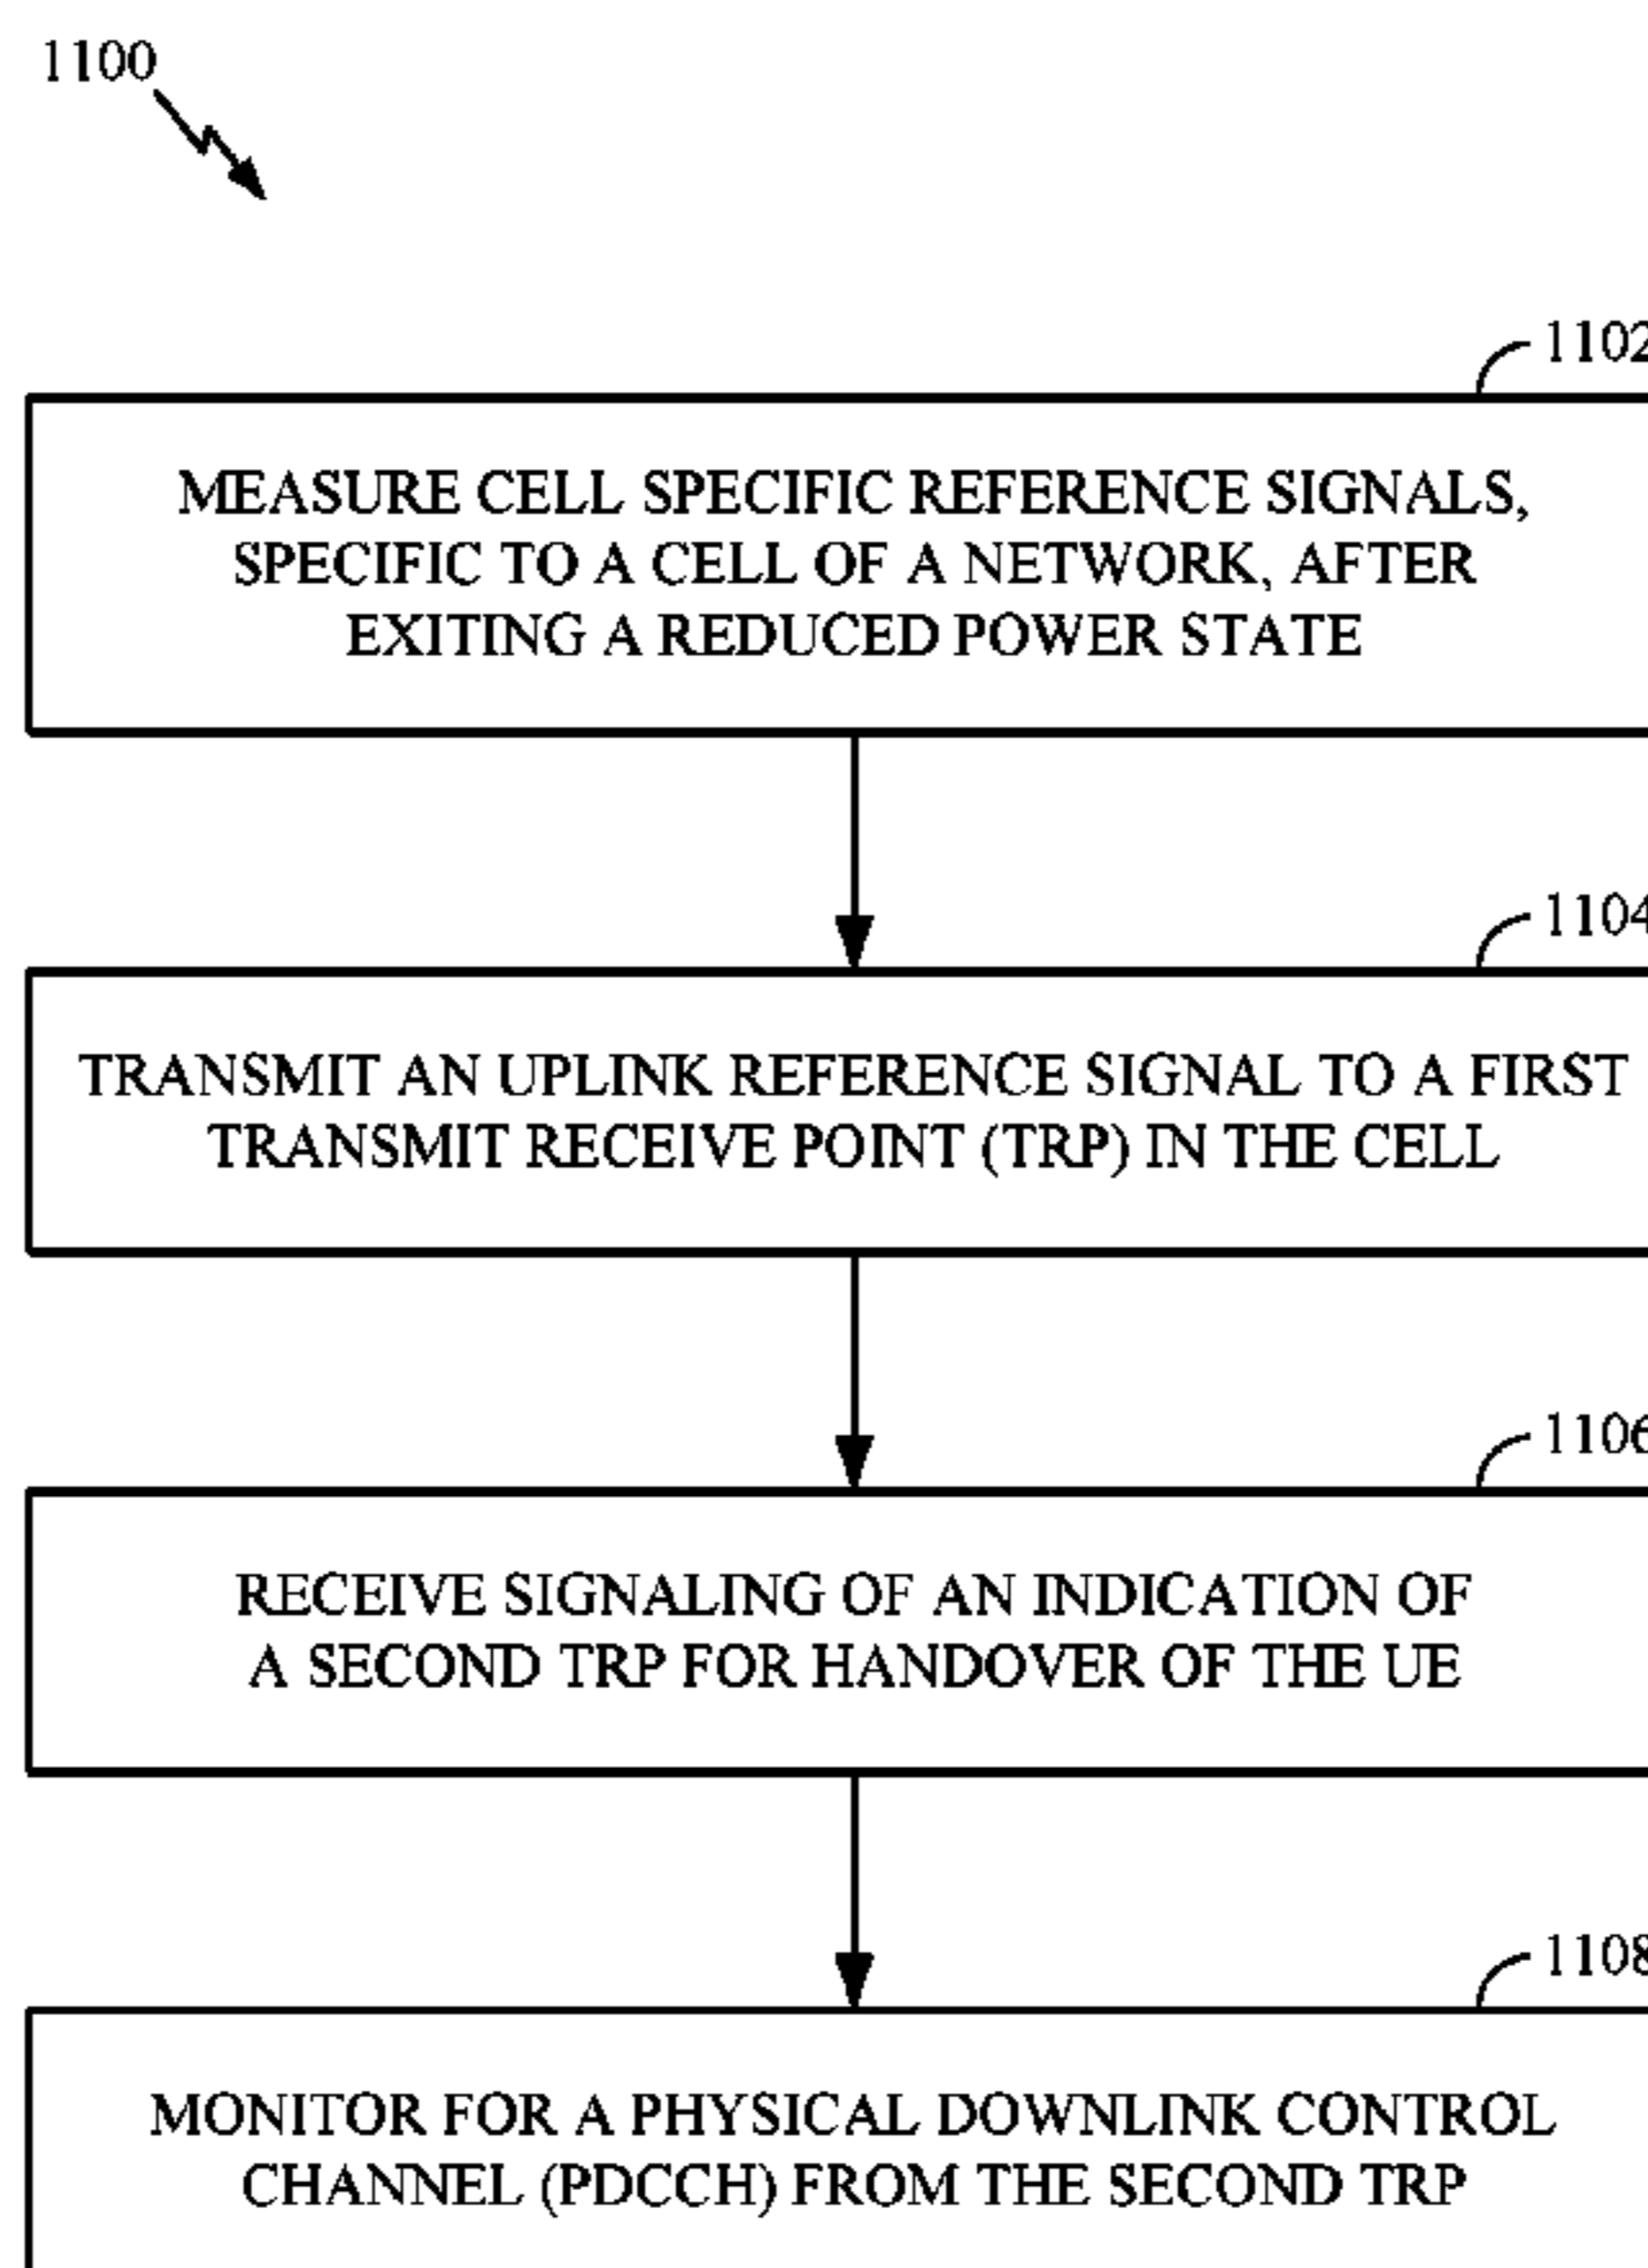 1100
1102
MEASURE CELL SPECIFIC REFERENCE SIGNALS,
SPECIFIC TO A CELL OF A NETWORK, AFTER
EXITING A REDUCED POWER STATE
1104
TRANSMIT AN UPLINK REFERENCE SIGNAL TO A FIRST
TRANSMIT RECEIVE POINT (TRP) IN THE CELL
1106
RECEIVE SIGNALING OF AN INDICATION OF
A SECOND TRP FOR HANDOVER OF THE UE
1108
MONITOR FOR A PHYSICAL DOWNLINK CONTROL
CHANNEL (PDCCH) FROM THE SECOND TRP